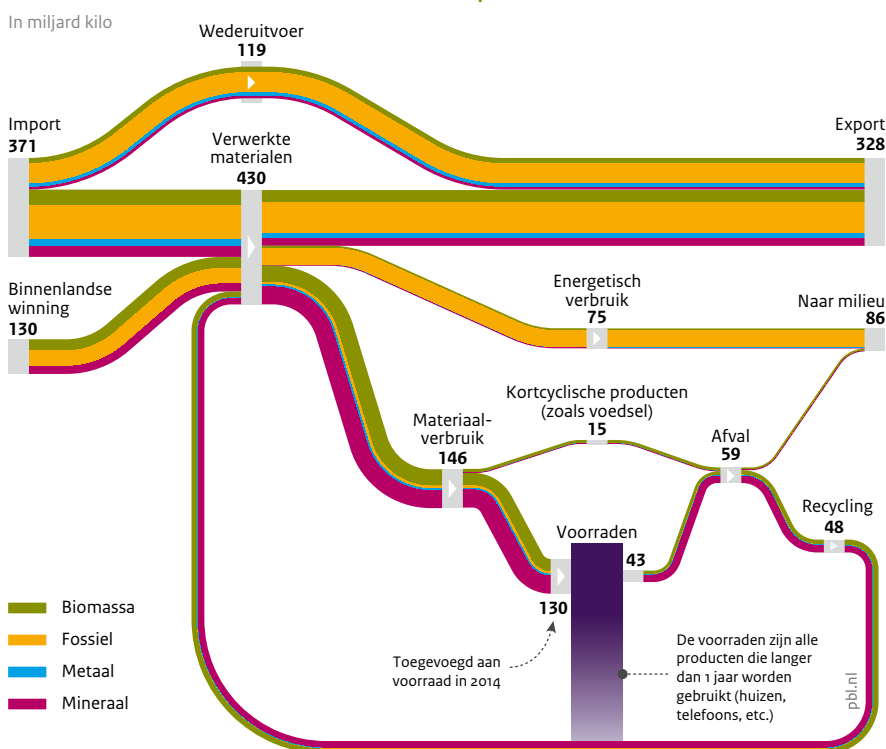 In miljard kilo
Wederuitvoer
119
Import
371
Export
328
Verwerkte
materialen
430
Binnenlandse
winning
130
Energetisch
verbruik
75
Naar milieu
86
Kortcyclische producten
(zoals voedsel)
15
Materiaal-
verbruik
146
Afval
59
Recycling
48
Voorraden
43
130
Biomassa
Fossiel
Metaal
Mineraal
Toegevoegd aan
voorraad in 2014
De voorraden zijn alle
producten die langer
dan 1 jaar worden
gebruikt (huizen,
telefoons, etc.)
pbl.nl